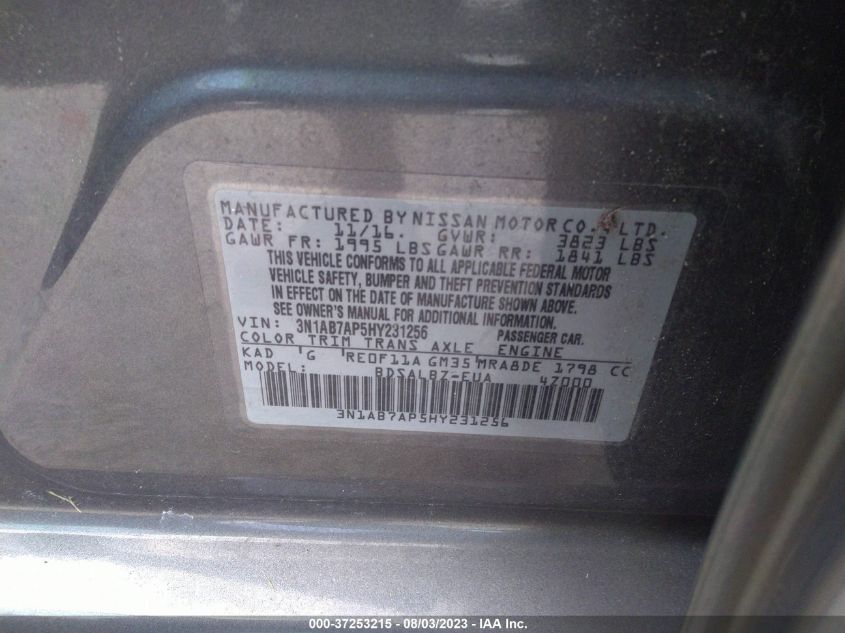 MANUFACTURED BY NISSAN MOTOR CO., LTD.
DATE: 11/16. GVWR: 3823 LBS
GAWR FR: 1995 LBS GAWR RR: 1841 LBS
THIS VEHICLE CONFORMS TO ALL APPLICABLE FEDERAL MOTOR
VEHICLE SAFETY, BUMPER AND THEFT PREVENTION STANDARDS
IN EFFECT ON THE DATE OF MANUFACTURE SHOWN ABOVE.
SEE OWNER'S MANUAL FOR ADDITIONAL INFORMATION.
VIN: 3N1AB7AP5HY231256 PASSENGER CAR.
COLOR TRIM TRANS AXLE ENGINE
KAD G RE0F11A GM35 MRA8DE 1798 CC
MODEL: BDSALBZ-EUA 4Z000
3N1AB7AP5HY231256
000-37253215 - 08/03/2023 - IAA Inc.